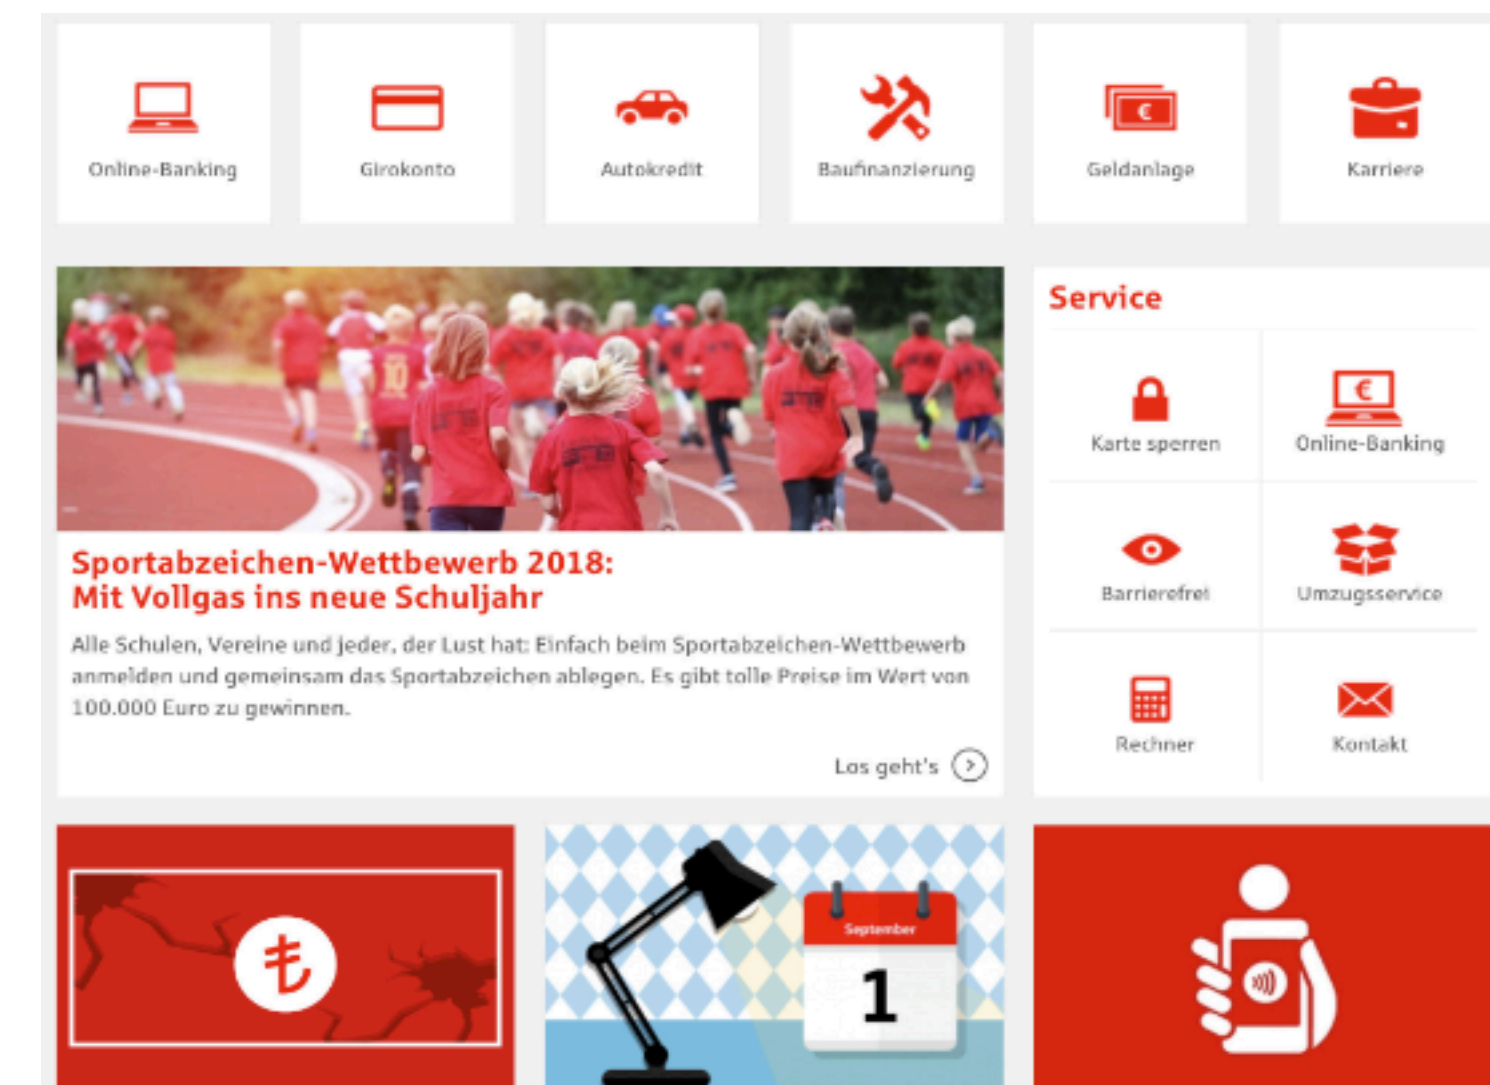 Online-Banking
Girokonto
Autokredit
Baufinanzierung
Geldanlage
€
Karriere
10
Service
Karte sperren
€
Online-Banking
Barrierefrei
Umzugsservice
Rechner
Kontakt
Sportabzeichen-Wettbewerb 2018:
Mit Vollgas ins neue Schuljahr
Alle Schulen, Vereine und jeder, der Lust hat: Einfach beim Sportabzeichen-Wettbewerb
anmelden und gemeinsam das Sportabzeichen ablegen. Es gibt tolle Preise im Wert von
100.000 Euro zu gewinnen.
Los geht's
₺
September
1